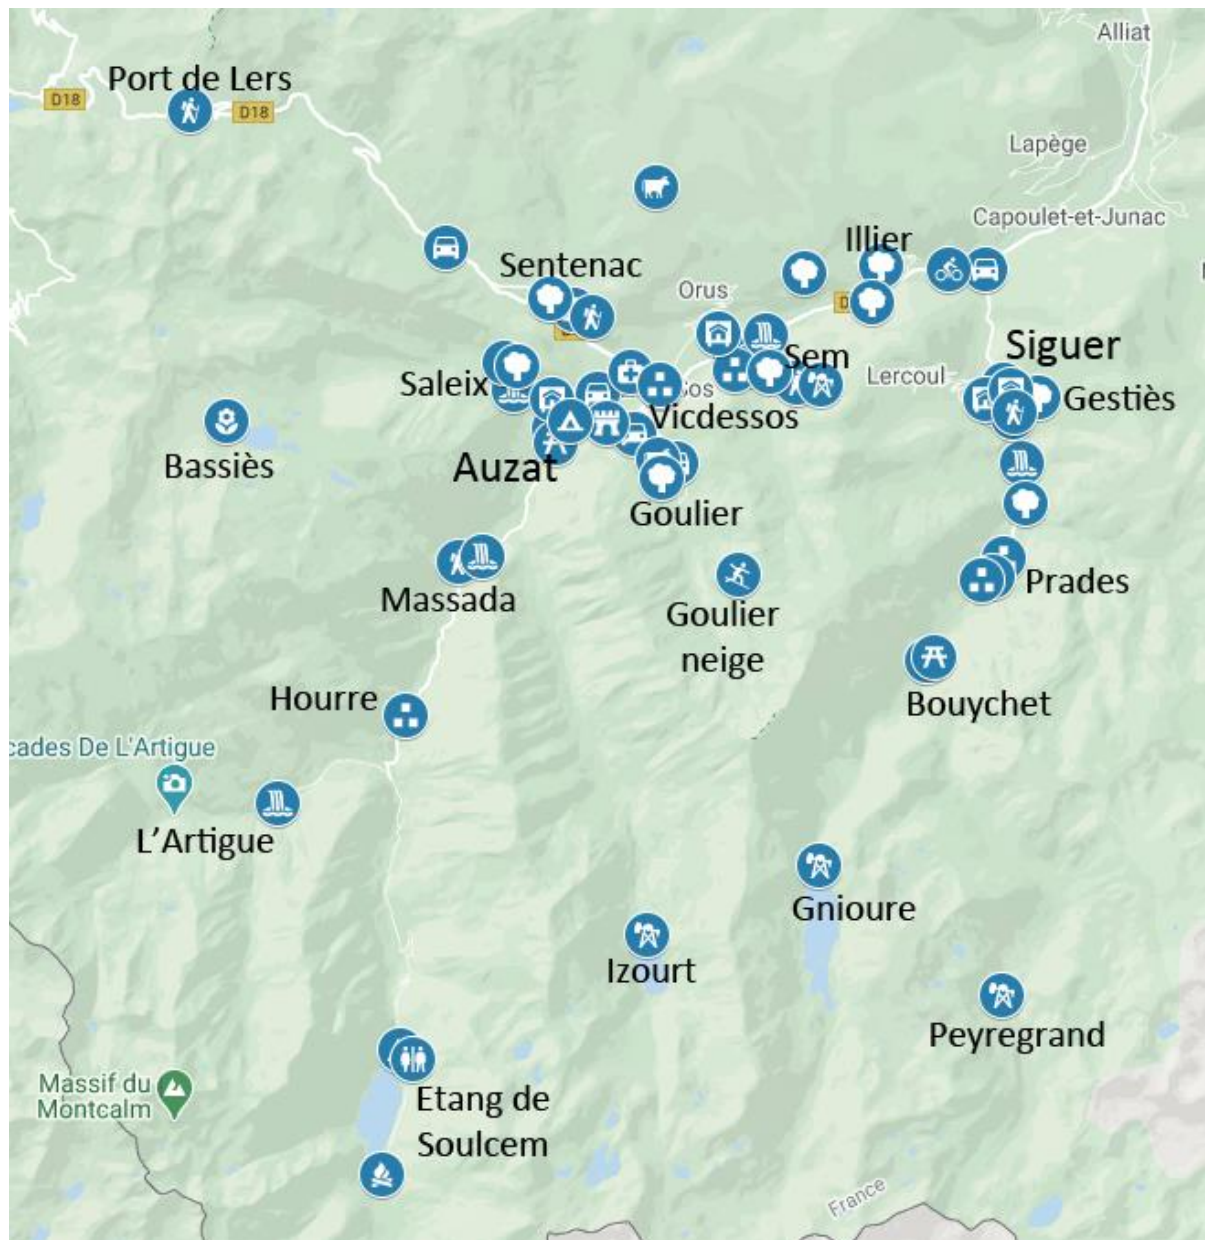 Alliat
Port de Lers
D18
D18
Lapège
Capoulet-et-Junac
Illier
Sentenac
Orus
D
Siguer
Sem
Saleix
Lercoul
Gestiès
Sos
Vicdessos
Auzat
Bassiès
Goulier
Massada
Goulier
neige
Prades
Hourre
Bouychet
cades De L'Artigue
L'Artigue
Gnioure
Izourt
Peyregrand
Massif du
Montcalm
Etang de
Soulcem
France